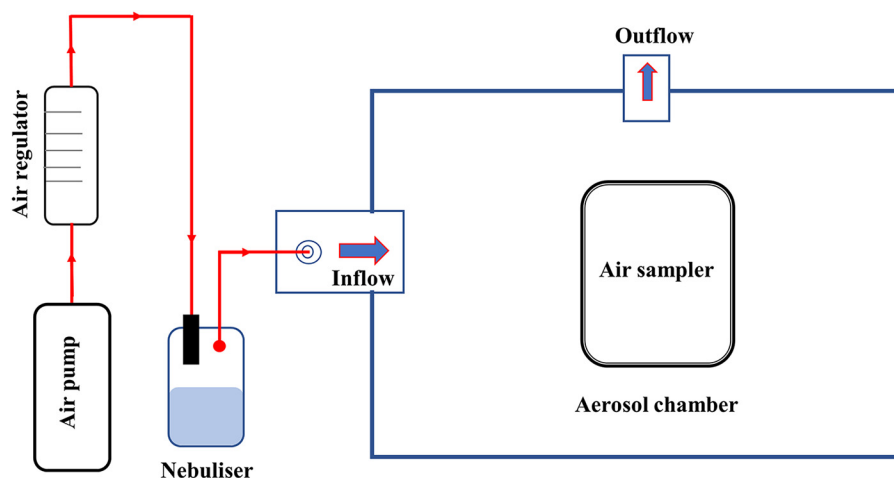 Outflow
Air regulator
Inflow
Air sampler
Air pump
Aerosol chamber
Nebuliser